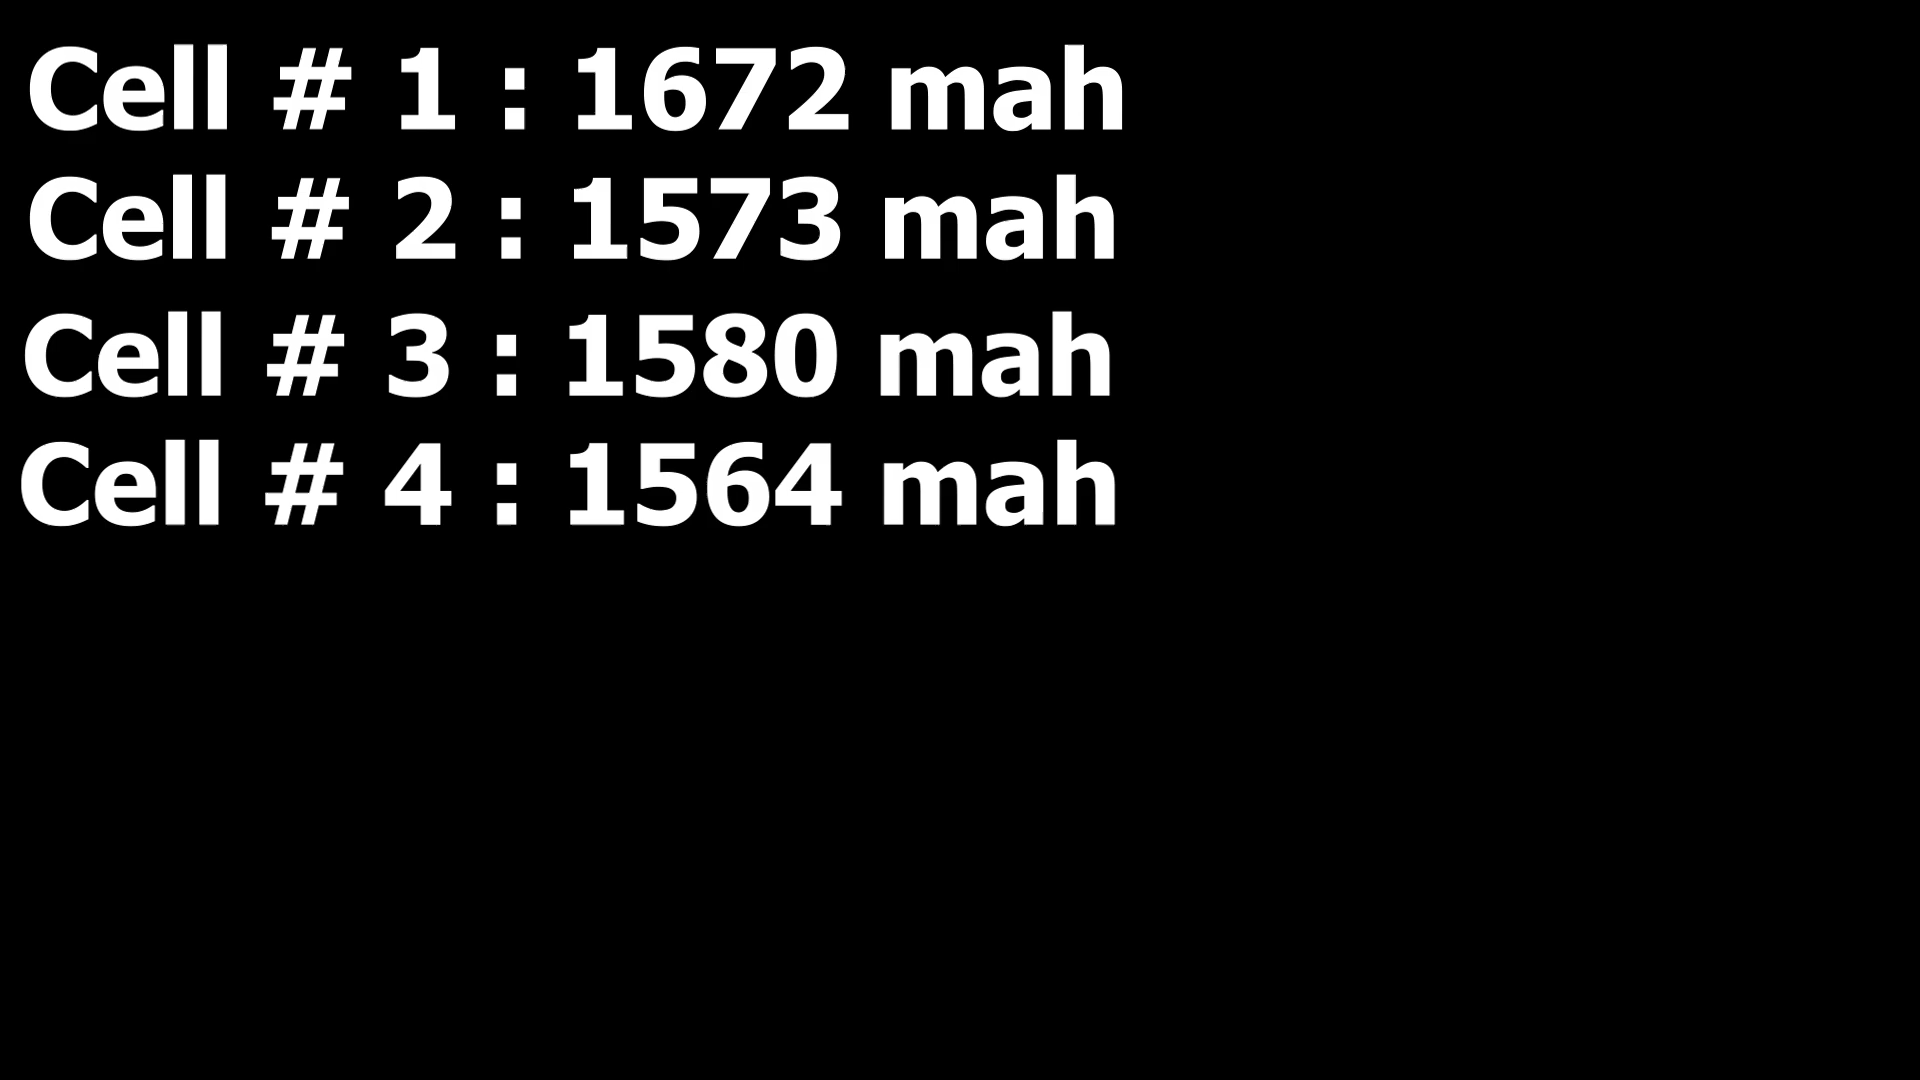 Cell # 1 : 1672 mah
Cell # 2 : 1573 mah
Cell # 3 : 1580 mah
Cell # 4 : 1564 mah